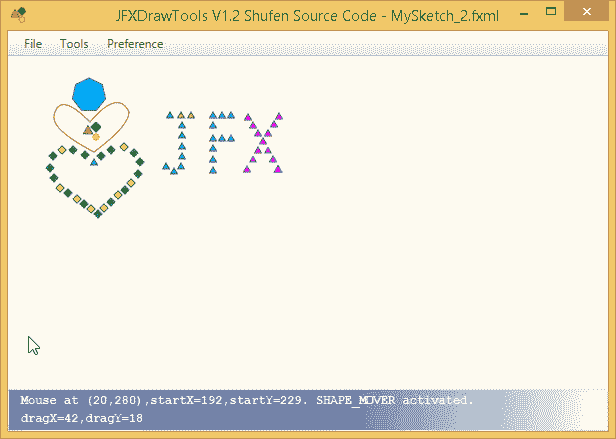 JFXDrawTools V1.2 Shufen Source Code - MySketch_2.fxml
File Tools Preference
JFX
Mouse at (20,280),startX=192,startY=229. SHAPE_MOVER activated.
dragX=42,dragY=18